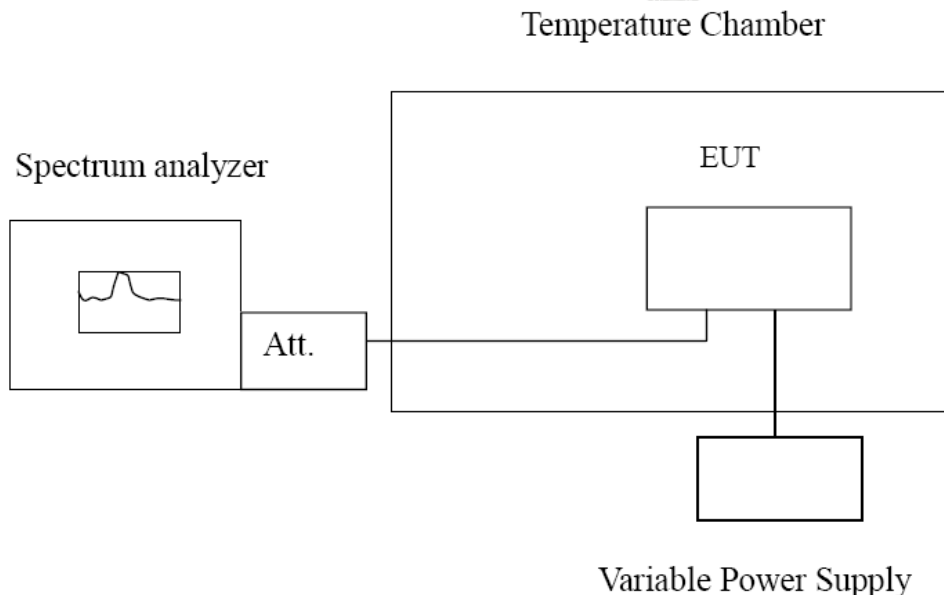 Temperature Chamber
Spectrum analyzer
EUT
Att.
Variable Power Supply